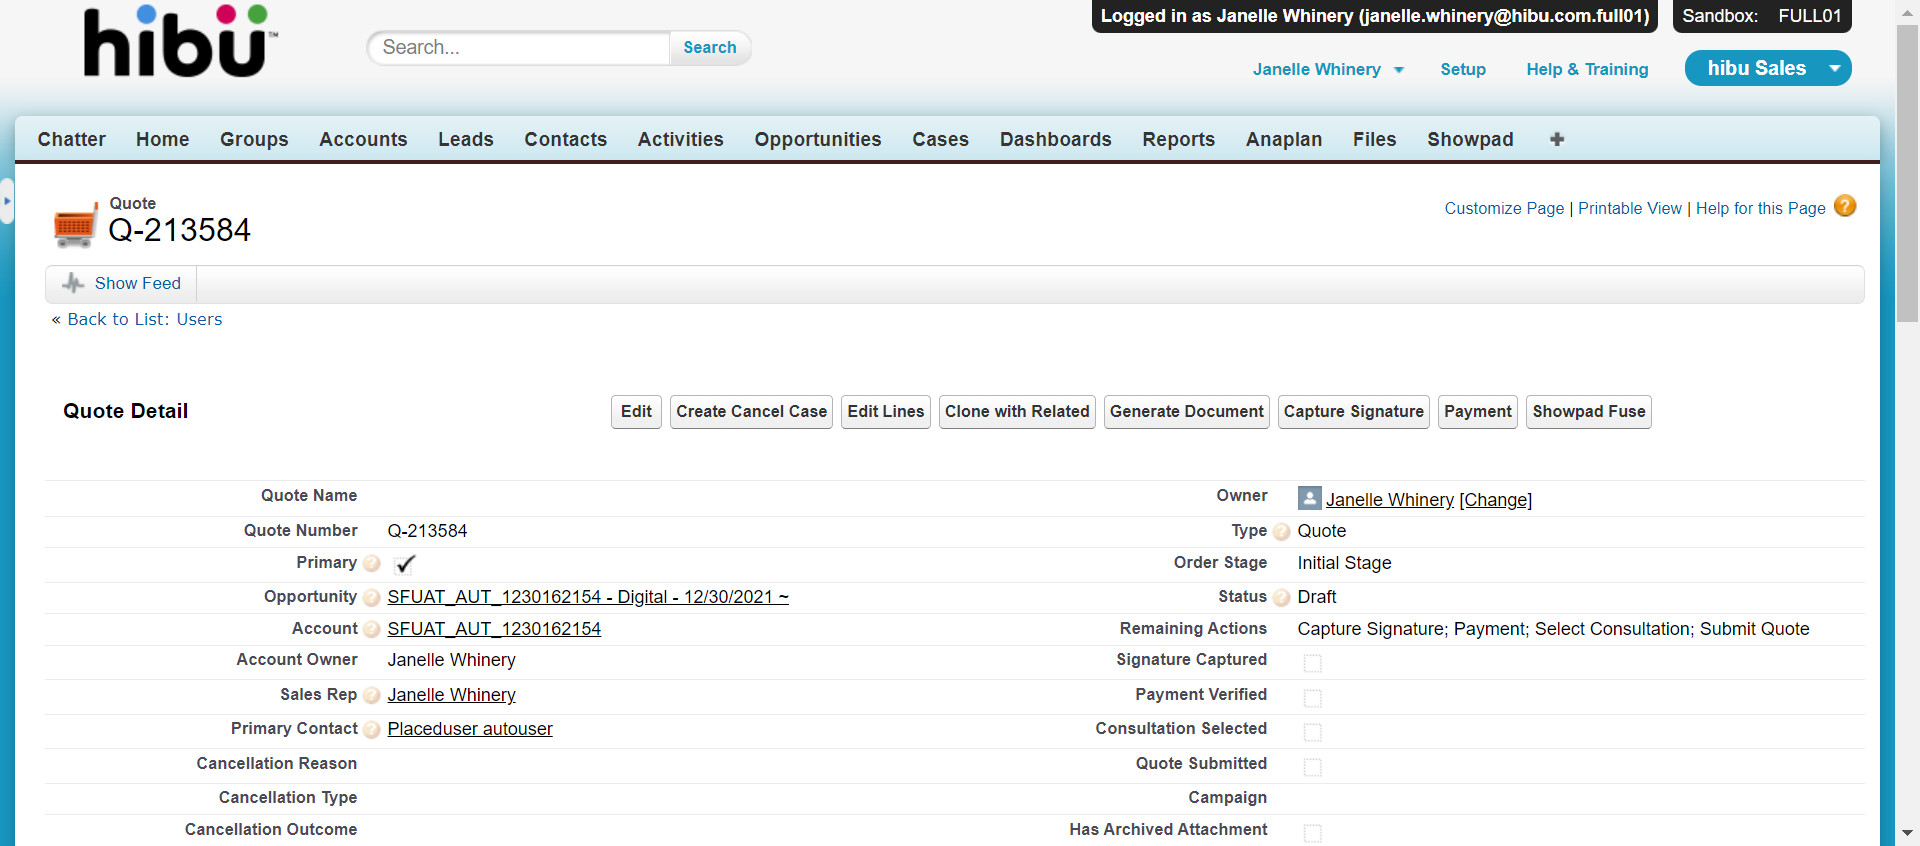 Logged in as Janelle Whinery (janelle.whinery@hibu.com.full01) Sandbox: FULL01
hibu™
Search... Search
Janelle Whinery Setup Help & Training hibu Sales
Chatter Home Groups Accounts Leads Contacts Activities Opportunities Cases Dashboards Reports Anaplan Files Showpad +
Quote
Q-213584
Customize Page | Printable View | Help for this Page ?
Show Feed
« Back to List: Users
Quote Detail
Edit Create Cancel Case Edit Lines Clone with Related Generate Document Capture Signature Payment Showpad Fuse
Quote Name Owner Janelle Whinery [Change]
Quote Number Q-213584 Type ? Quote
Primary ? Order Stage Initial Stage
Opportunity ? SFUAT_AUT_1230162154 - Digital - 12/30/2021 ~ Status ? Draft
Account ? SFUAT_AUT_1230162154 Remaining Actions Capture Signature; Payment; Select Consultation; Submit Quote
Account Owner Janelle Whinery Signature Captured
Sales Rep ? Janelle Whinery Payment Verified
Primary Contact ? Placeduser autouser Consultation Selected
Cancellation Reason Quote Submitted
Cancellation Type Campaign
Cancellation Outcome Has Archived Attachment